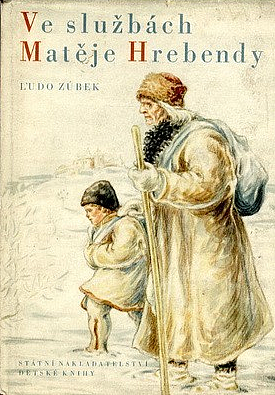 Ve službách
Matěje Hrebendy
ĽUDO ZÚBEK
STÁTNÍ NAKLADATELSTVÍ
DĚTSKÉ KNIHY